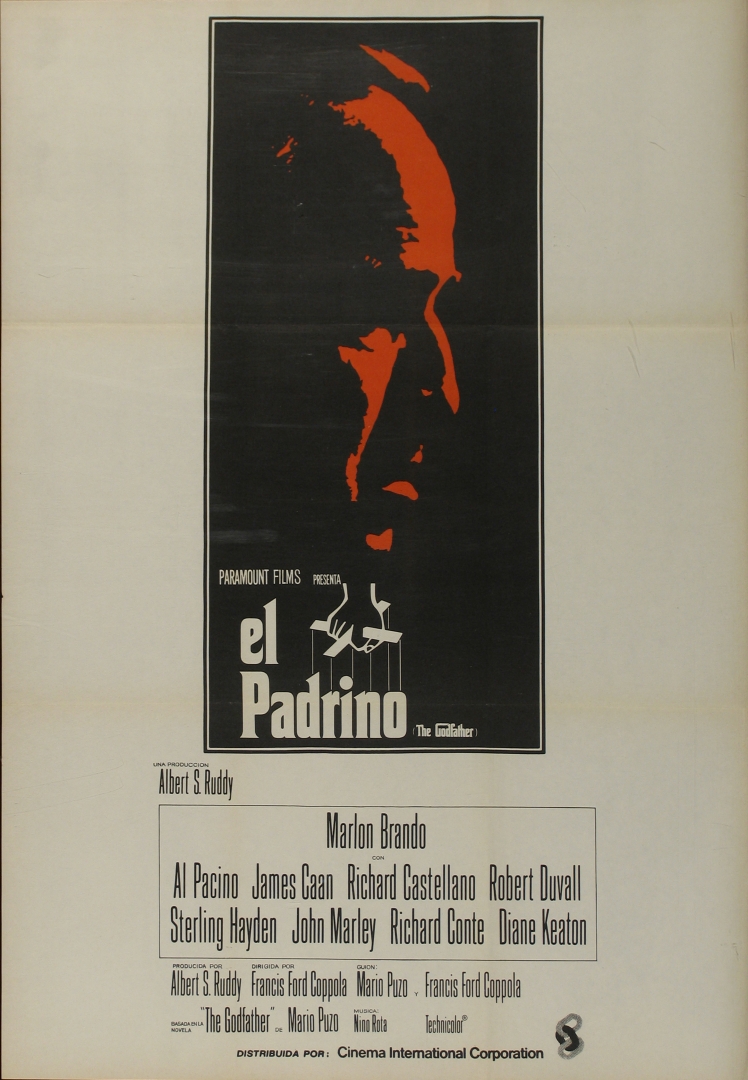 PARAMOUNT FILMS PRESENTA
el
Padrino
(The Godfather)
UNA PRODUCCION
Albert S. Ruddy
Marlon Brando
CON
Al Pacino James Caan Richard Castellano Robert Duvall
Sterling Hayden John Marley Richard Conte Diane Keaton
PRODUCIDA POR DIRIGIDA POR GUION:
Albert S. Ruddy Francis Ford Coppola Mario Puzo Y Francis Ford Coppola
BASADA EN LA NOVELA "The Godfather" DE Mario Puzo MUSICA: Nino Rota Technicolor®
DISTRIBUIDA POR: Cinema International Corporation